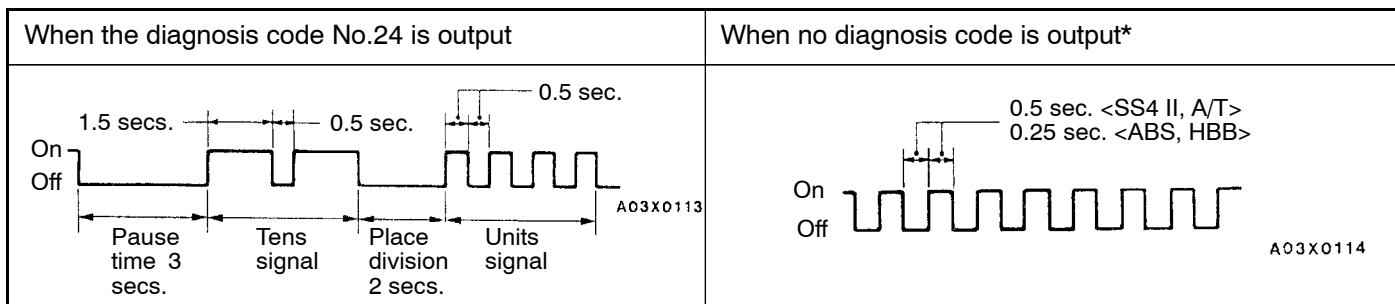 When the diagnosis code No.24 is output
1.5 secs.
0.5 sec.
0.5 sec.
On
Off
A03X0113
Pause
time 3
secs.
Tens
signal
Place
division
2 secs.
Units
signal
When no diagnosis code is output*
0.5 sec. <SS4 II, A/T>
0.25 sec. <ABS, HBB>
On
Off
A03X0114